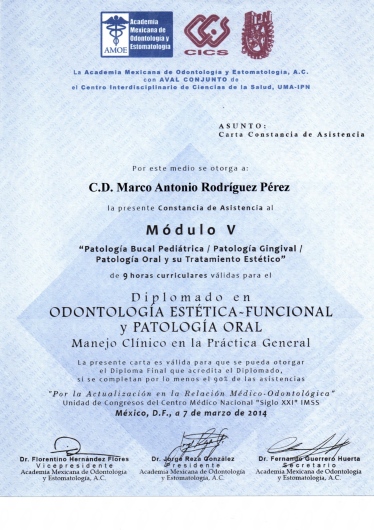 AMOE
Academia
Mexicana de
Odontología y
Estomatología
CICS
La Academia Mexicana de Odontología y Estomatología, A.C.
con AVAL CONJUNTO de
el Centro Interdisciplinario de Ciencias de la Salud, UMA-IPN
ASUNTO:
Carta Constancia de Asistencia
Por este medio se otorga a:
C.D. Marco Antonio Rodríguez Pérez
la presente Constancia de Asistencia al
Módulo V
"Patología Bucal Pediátrica / Patología Gingival /
Patología Oral y su Tratamiento Estético"
de 9 horas curriculares válidas para el
Diplomado en
ODONTOLOGÍA ESTÉTICA-FUNCIONAL
y PATOLOGÍA ORAL
Manejo Clínico en la Práctica General
La presente carta es válida para que se pueda otorgar
el Diploma Final que acredita el Diplomado,
si se completan por lo menos el 90% de las asistencias
"Por la Actualización en la Relación Médico-Odontológica"
Unidad de Congresos del Centro Médico Nacional "Siglo XXI" IMSS
México, D.F., a 7 de marzo de 2014
Dr. Florentino Hernández Flores
Vicepresidente
Academia Mexicana de Odontología
y Estomatología, A.C.
Dr. Jorge Reza González
Presidente
Academia Mexicana de Odontología
y Estomatología, A.C.
Dr. Fernando Guerrero Huerta
Secretario
Academia Mexicana de Odontología
y Estomatología, A.C.